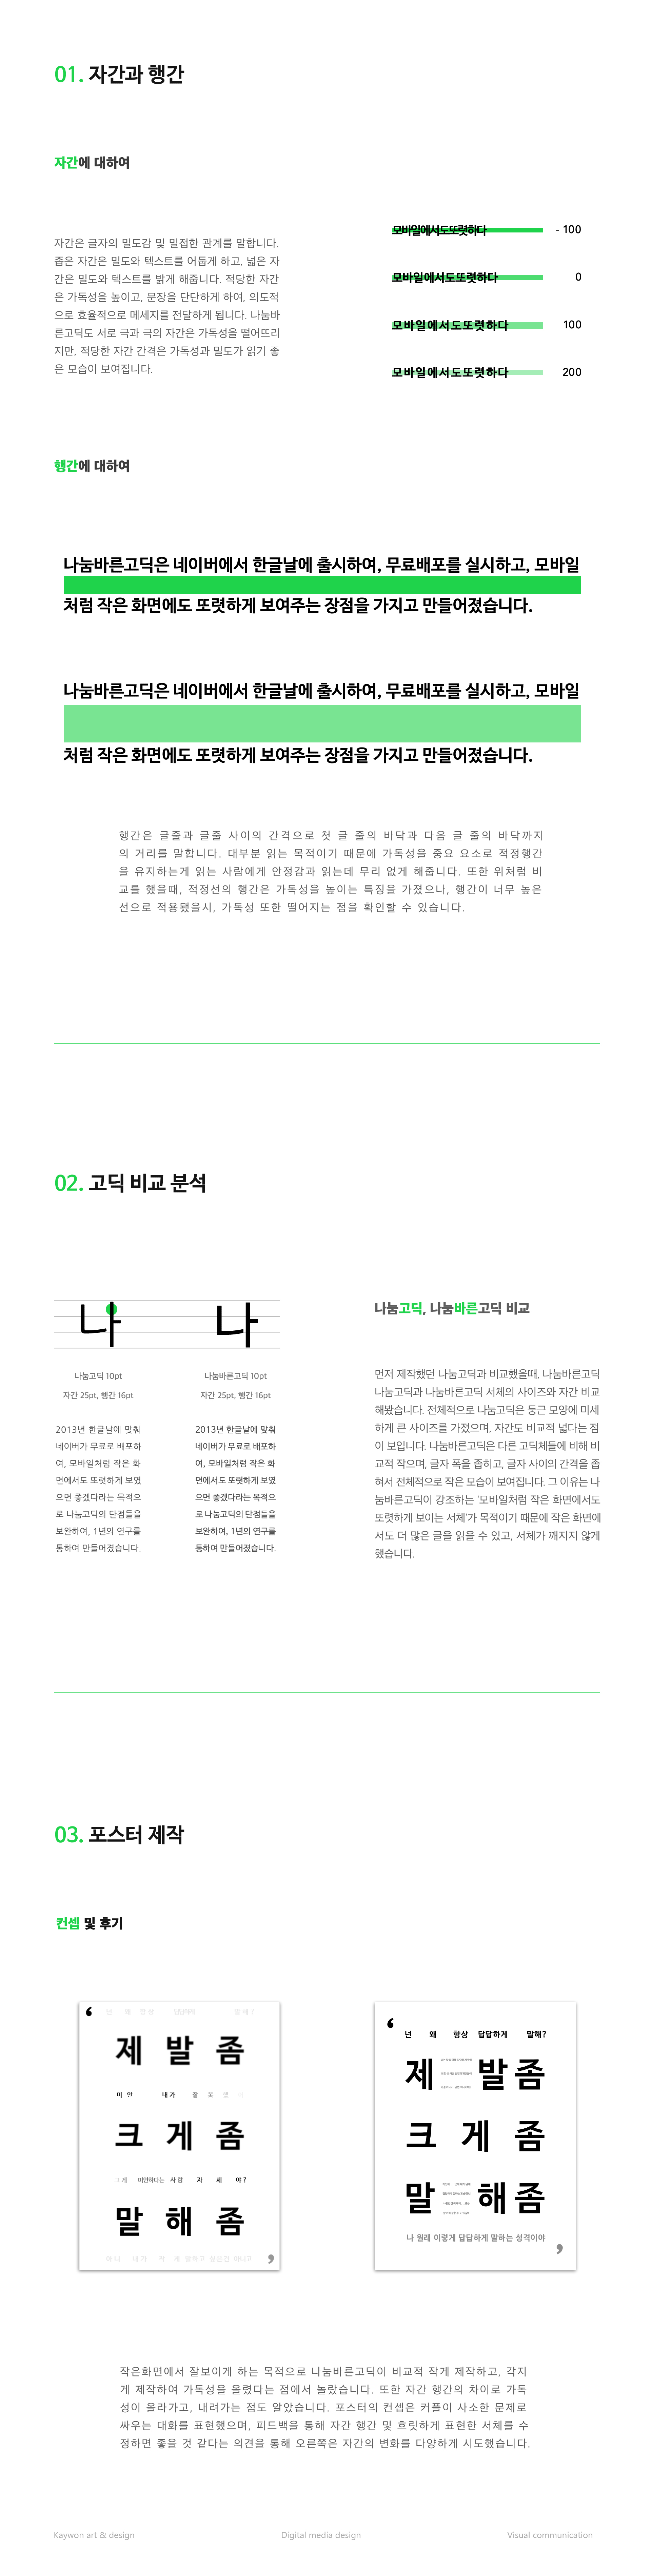 01. 자간과 행간
자간에 대하여
자간은 글자의 밀도감 및 밀접한 관계를 말합니다.
좁은 자간은 밀도와 텍스트를 어둡게 하고, 넓은 자
간은 밀도와 텍스트를 밝게 해줍니다. 적당한 자간
은 가독성을 높이고, 문장을 단단하게 하여, 의도적
으로 효율적으로 메세지를 전달하게 됩니다. 나눔바
른고딕도 서로 극과 극의 자간은 가독성을 떨어뜨리
지만, 적당한 자간 간격은 가독성과 밀도가 읽기 좋
은 모습이 보여집니다.
모바일에서도또렷하다 - 100
모바일에서도또렷하다 0
모바일에서도또렷하다 100
모바일에서도또렷하다 200
행간에 대하여
나눔바른고딕은 네이버에서 한글날에 출시하여, 무료배포를 실시하고, 모바일
처럼 작은 화면에도 또렷하게 보여주는 장점을 가지고 만들어졌습니다.
나눔바른고딕은 네이버에서 한글날에 출시하여, 무료배포를 실시하고, 모바일
처럼 작은 화면에도 또렷하게 보여주는 장점을 가지고 만들어졌습니다.
행간은 글줄과 글줄 사이의 간격으로 첫 글 줄의 바닥과 다음 글 줄의 바닥까지
의 거리를 말합니다. 대부분 읽는 목적이기 때문에 가독성을 중요 요소로 적정행간
을 유지하는게 읽는 사람에게 안정감과 읽는데 무리 없게 해줍니다. 또한 위처럼 비
교를 했을때, 적정선의 행간은 가독성을 높이는 특징을 가졌으나, 행간이 너무 높은
선으로 적용됐을시, 가독성 또한 떨어지는 점을 확인할 수 있습니다.
02. 고딕 비교 분석
나
나
나눔고딕 10pt
자간 25pt, 행간 16pt
2013년 한글날에 맞춰
네이버가 무료로 배포하
여, 모바일처럼 작은 화
면에서도 또렷하게 보였
으면 좋겠다라는 목적으
로 나눔고딕의 단점들을
보완하여, 1년의 연구를
통하여 만들어졌습니다.
나눔바른고딕 10pt
자간 25pt, 행간 16pt
2013년 한글날에 맞춰
네이버가 무료로 배포하
여, 모바일처럼 작은 화
면에서도 또렷하게 보였
으면 좋겠다라는 목적으
로 나눔고딕의 단점들을
보완하여, 1년의 연구를
통하여 만들어졌습니다.
나눔고딕, 나눔바른고딕 비교
먼저 제작했던 나눔고딕과 비교했을때, 나눔바른고딕
나눔고딕과 나눔바른고딕 서체의 사이즈와 자간 비교
해봤습니다. 전체적으로 나눔고딕은 둥근 모양에 미세
하게 큰 사이즈를 가졌으며, 자간도 비교적 넓다는 점
이 보입니다. 나눔바른고딕은 다른 고딕체들에 비해 비
교적 작으며, 글자 폭을 좁히고, 글자 사이의 간격을 좁
혀서 전체적으로 작은 모습이 보여집니다. 그 이유는 나
눔바른고딕이 강조하는 '모바일처럼 작은 화면에서도
또렷하게 보이는 서체'가 목적이기 때문에 작은 화면에
서도 더 많은 글을 읽을 수 있고, 서체가 깨지지 않게
했습니다.
03. 포스터 제작
컨셉 및 후기
제 발 좀
미 안 내가 잘 못
크 게 좀
그게 미안하다는 사람 자 세 야?
말 해 좀
넌 왜 항상 답답하게 말해?
제 발 좀
크 게 좀
말 해 좀
나 원래 이렇게 답답하게 말하는 성격이야
작은화면에서 잘보이게 하는 목적으로 나눔바른고딕이 비교적 작게 제작하고, 각지
게 제작하여 가독성을 올렸다는 점에서 놀랐습니다. 또한 자간 행간의 차이로 가독
성이 올라가고, 내려가는 점도 알았습니다. 포스터의 컨셉은 커플이 사소한 문제로
싸우는 대화를 표현했으며, 피드백을 통해 자간 행간 및 흐릿하게 표현한 서체를 수
정하면 좋을 것 같다는 의견을 통해 오른쪽은 자간의 변화를 다양하게 시도했습니다.
Kaywon art & design
Digital media design
Visual communication